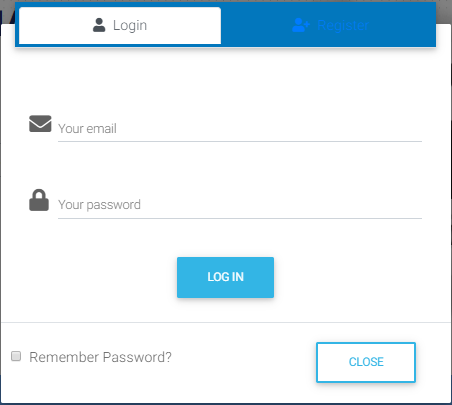 Login
Register
Your email
Your password
LOG IN
Remember Password?
CLOSE